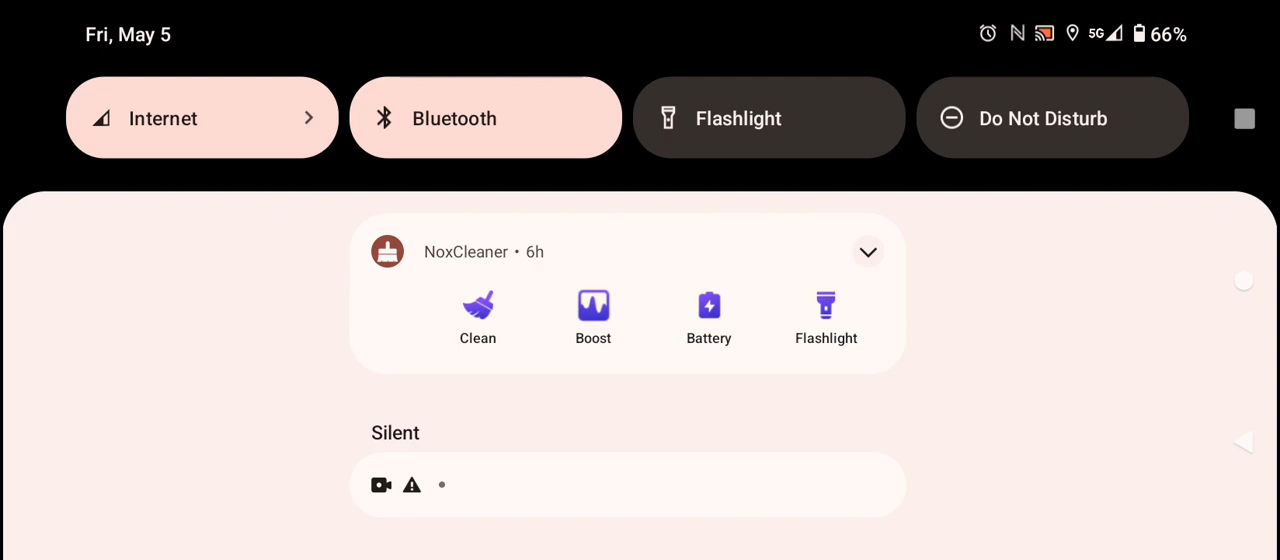 Fri, May 5
5G 66%
Internet Bluetooth Flashlight Do Not Disturb
NoxCleaner • 6h
Clean Boost Battery Flashlight
Silent